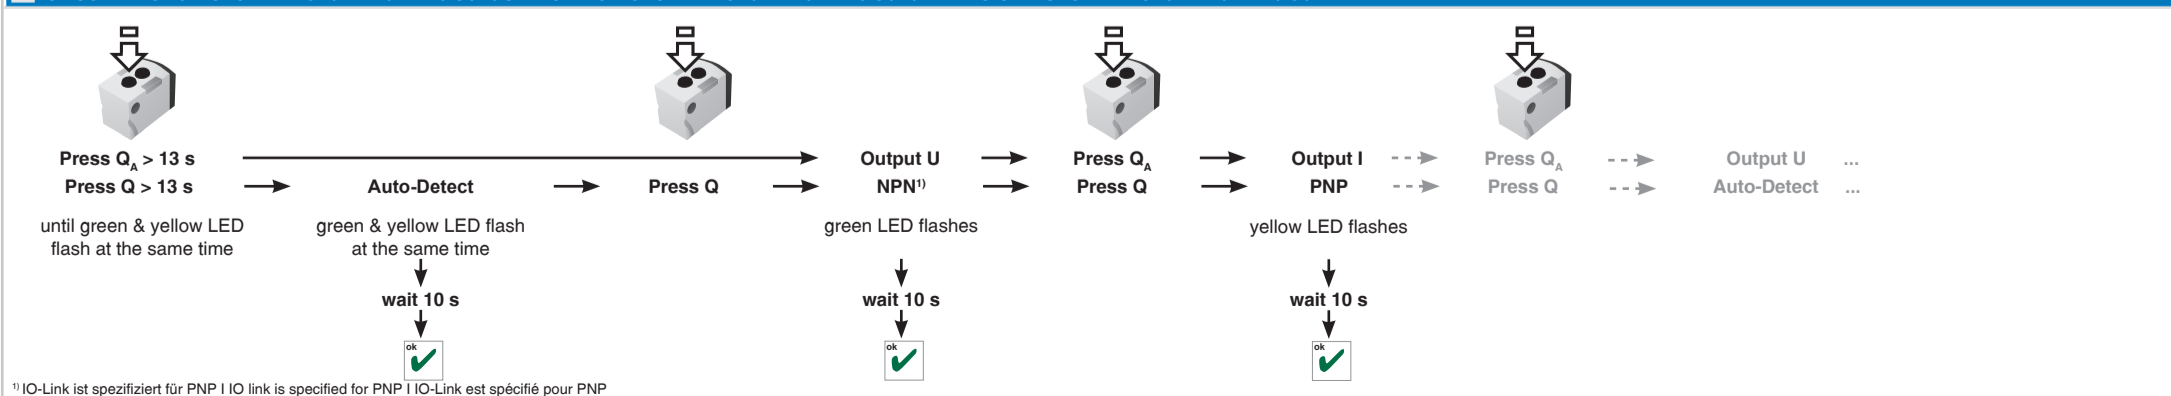 Press QA > 13 s Output U Press QA Output I Press QA Output U ...
Press Q > 13 s Auto-Detect Press Q NPN1) Press Q PNP Press Q Auto-Detect ...
until green & yellow LED
flash at the same time
green & yellow LED flash
at the same time
green LED flashes
yellow LED flashes
wait 10 s wait 10 s wait 10 s
ok ok ok
1) IO-Link ist spezifiziert für PNP I IO link is specified for PNP I IO-Link est spécifié pour PNP